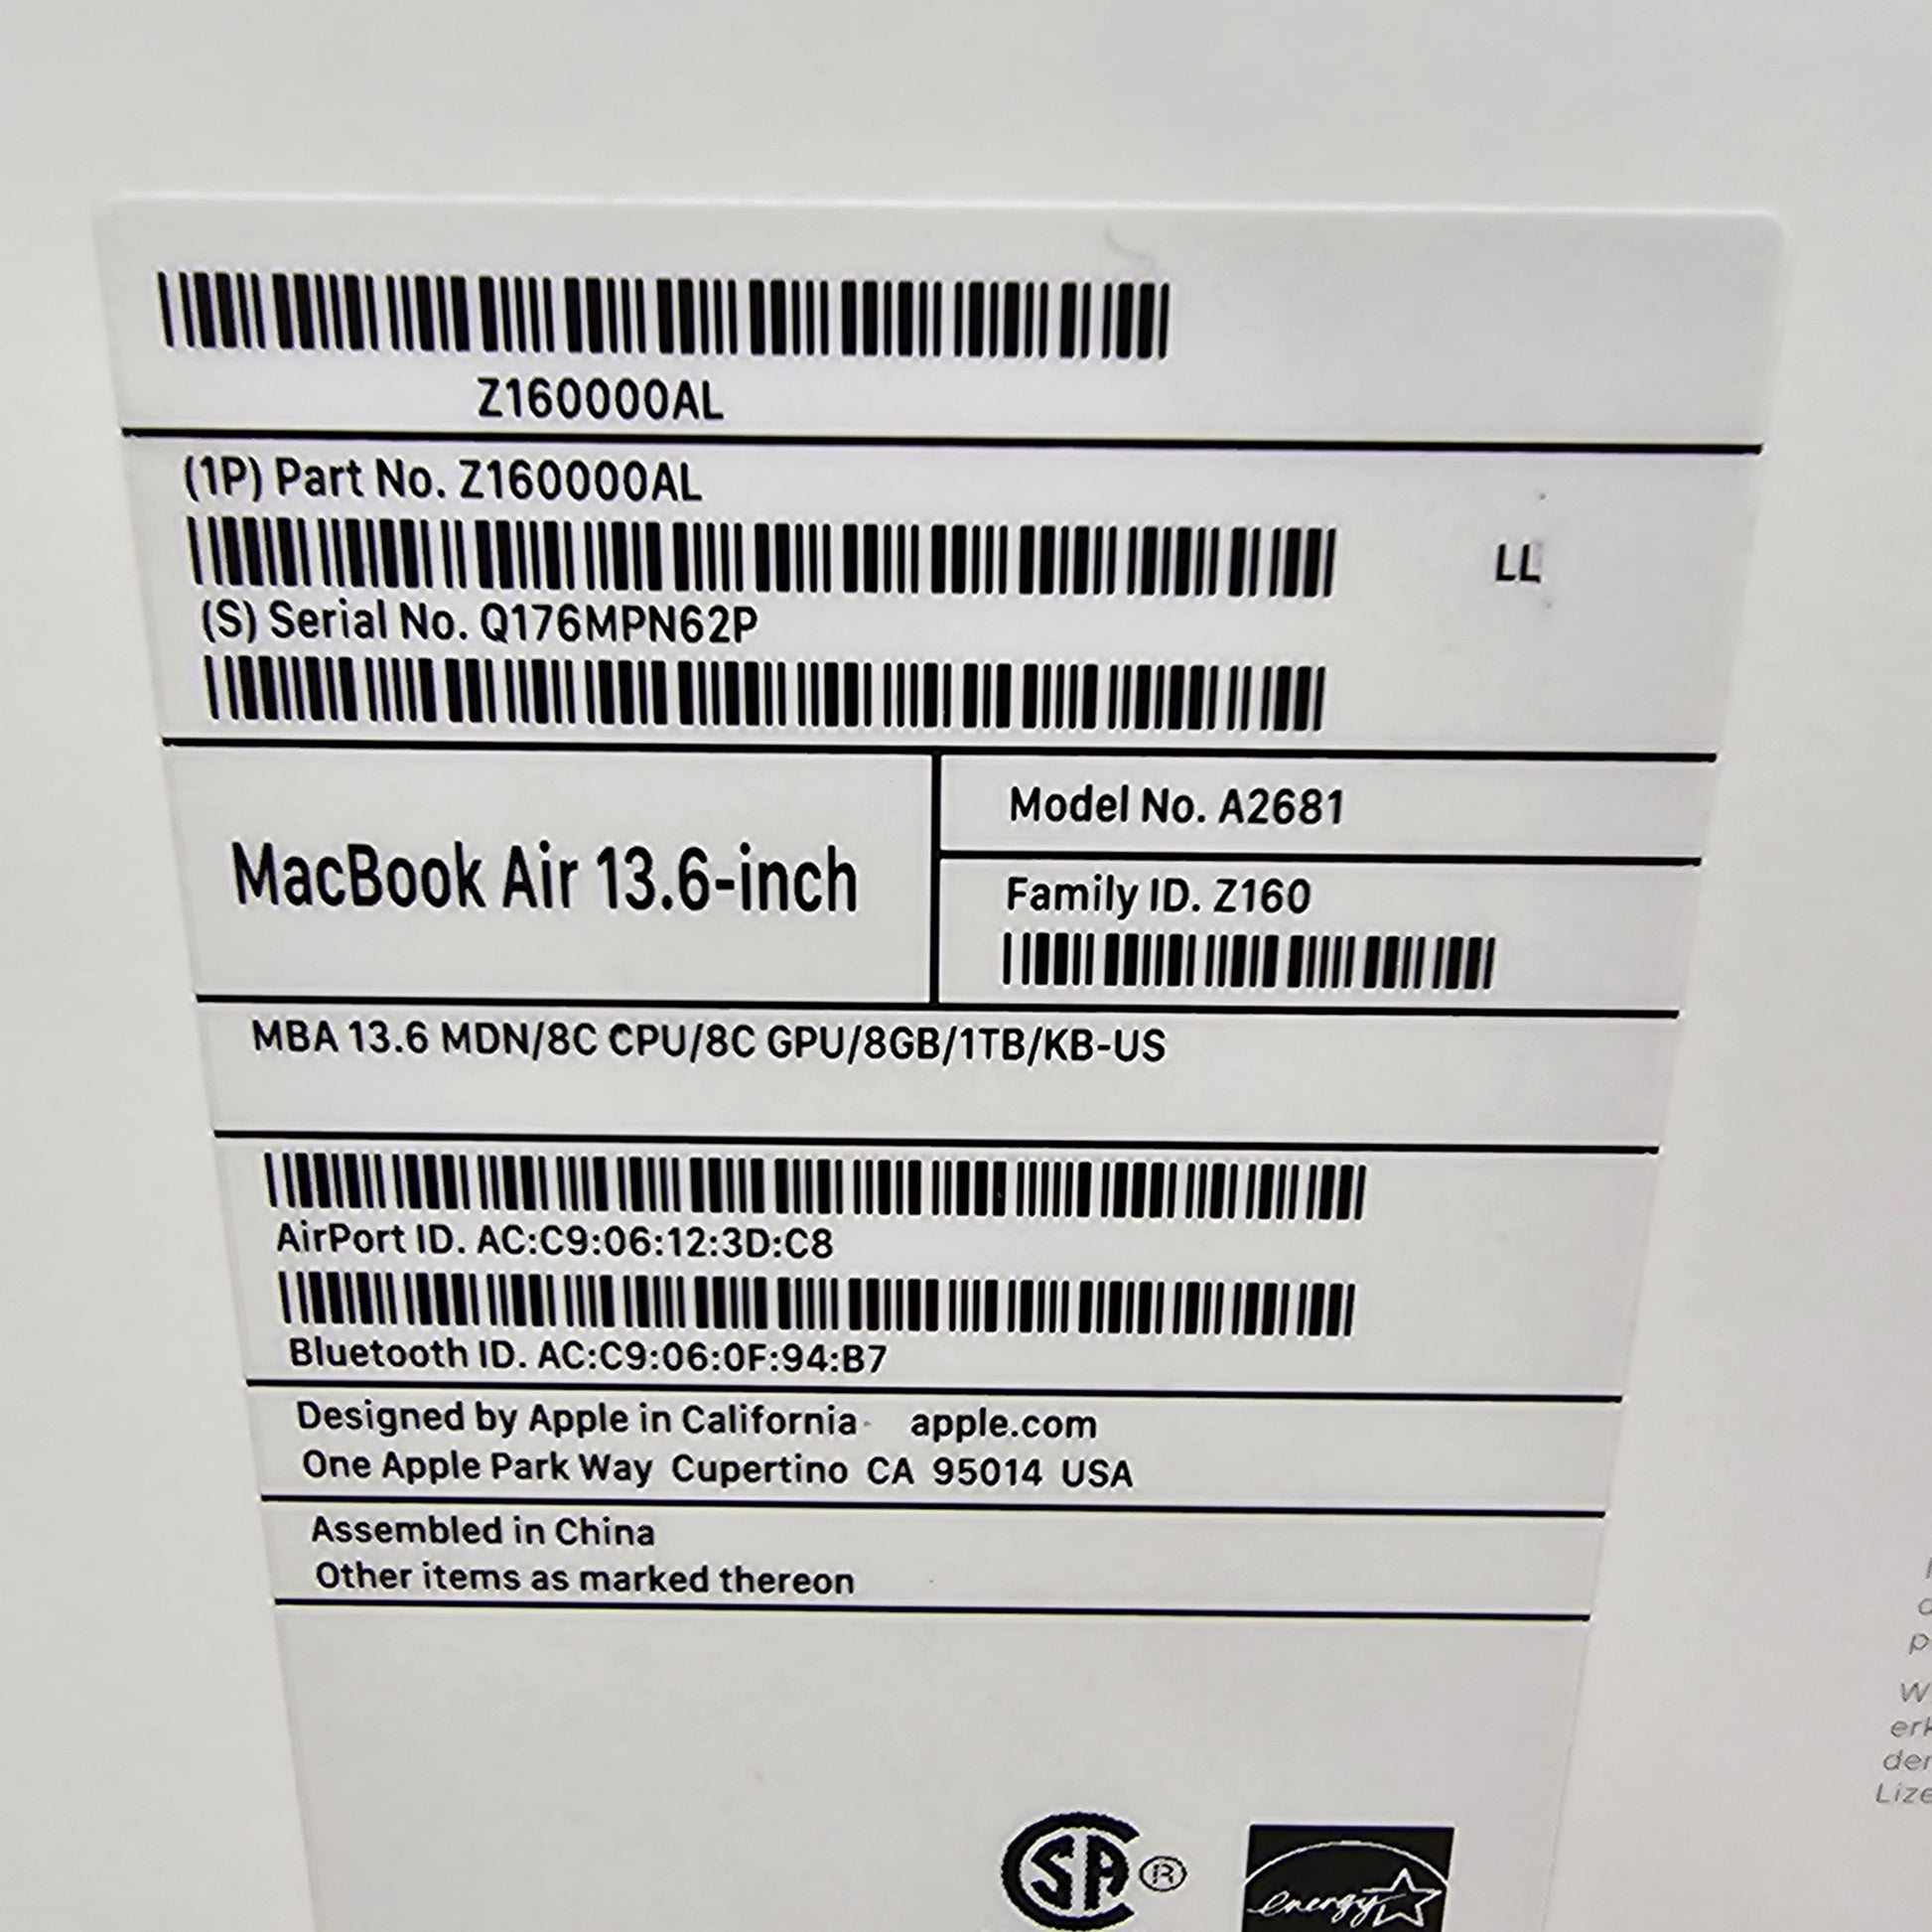 Z160000AL
(1P) Part No. Z160000AL
LL
(S) Serial No. Q176MPN62P
MacBook Air 13.6-inch
Model No. A2681
Family ID. Z160
MBA 13.6 MDN/8C CPU/8C GPU/8GB/1TB/KB-US
AirPort ID. AC:C9:06:12:3D:C8
Bluetooth ID. AC:C9:06:0F:94:B7
Designed by Apple in California apple.com
One Apple Park Way Cupertino CA 95014 USA
Assembled in China
Other items as marked thereon
SA ®
energy